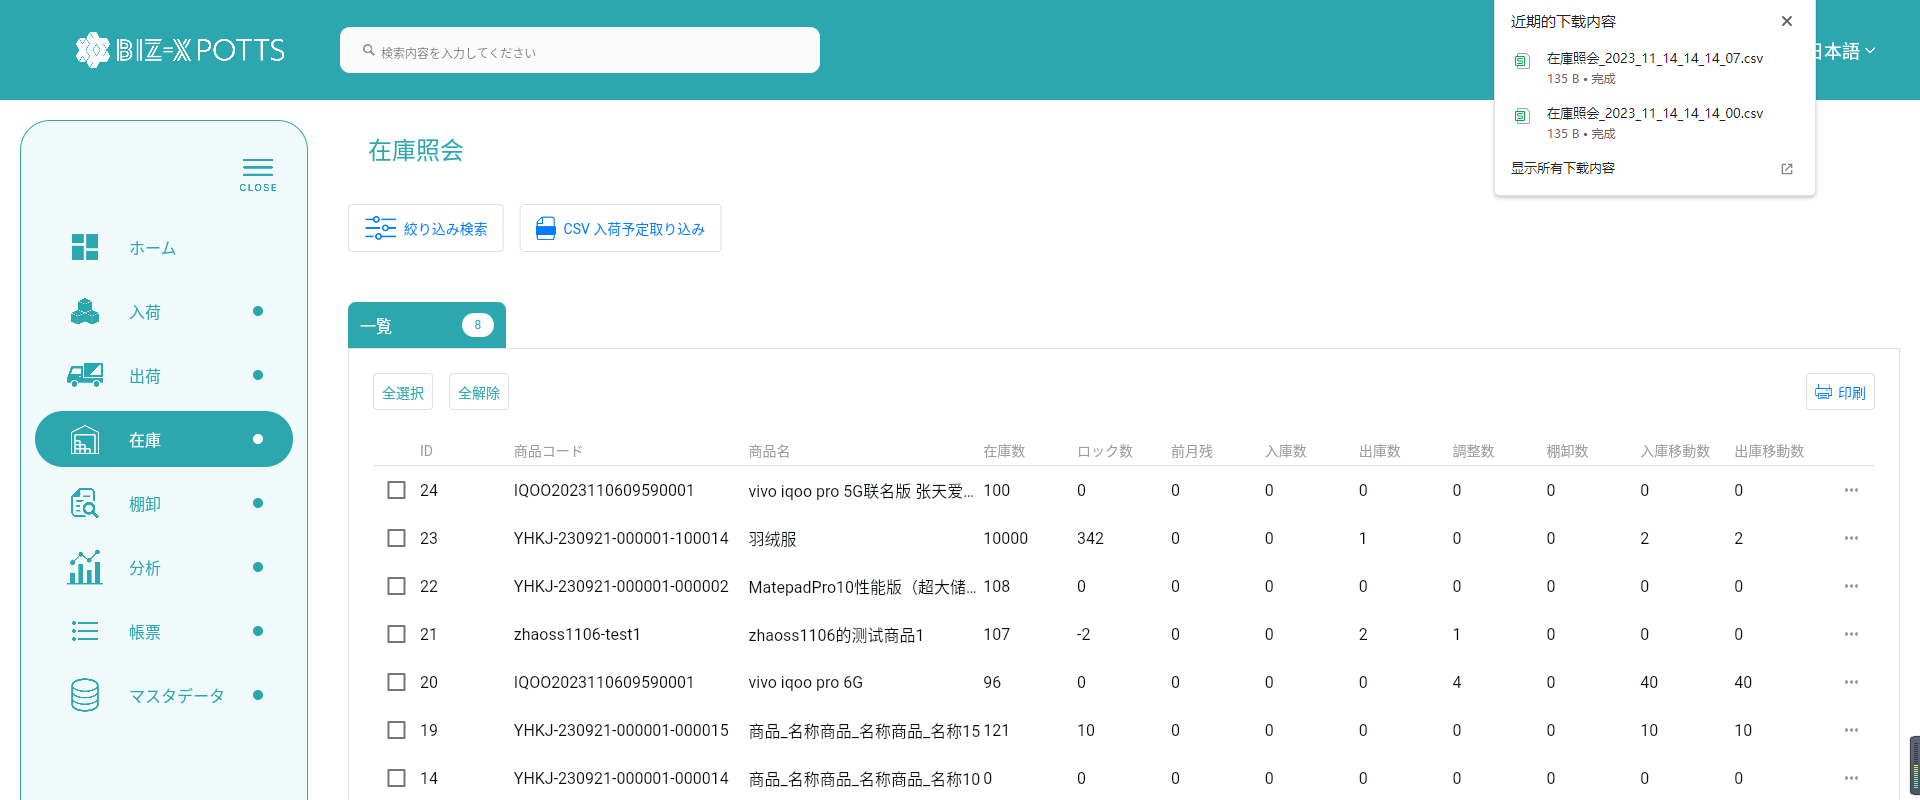 BIZ-X POTTS
検索内容を入力してください
日本語
近期的下载内容
在庫照会_2023_11_14_14_14_07.csv
135 B • 完成
在庫照会_2023_11_14_14_14_00.csv
135 B • 完成
显示所有下载内容
CLOSE
ホーム
入荷
出荷
在庫
棚卸
分析
帳票
マスタデータ
在庫照会
絞り込み検索
CSV 入荷予定取り込み
一覧 8
全選択 全解除 印刷
ID 商品コード 商品名 在庫数 ロック数 前月残 入庫数 出庫数 調整数 棚卸数 入庫移動数 出庫移動数
24 IQOO2023110609590001 vivo iqoo pro 5G联名版 张天爱... 100 0 0 0 0 0 0 0 0
23 YHKJ-230921-000001-100014 羽绒服 10000 342 0 0 1 0 0 2 2
22 YHKJ-230921-000001-000002 MatepadPro10性能版（超大储... 108 0 0 0 0 0 0 0 0
21 zhaoss1106-test1 zhaoss1106的测试商品1 107 -2 0 0 2 1 0 0 0
20 IQOO2023110609590001 vivo iqoo pro 6G 96 0 0 0 0 4 0 40 40
19 YHKJ-230921-000001-000015 商品_名称商品_名称商品_名称15 121 10 0 0 0 0 0 10 10
14 YHKJ-230921-000001-000014 商品_名称商品_名称商品_名称10 0 0 0 0 0 0 0 0 0